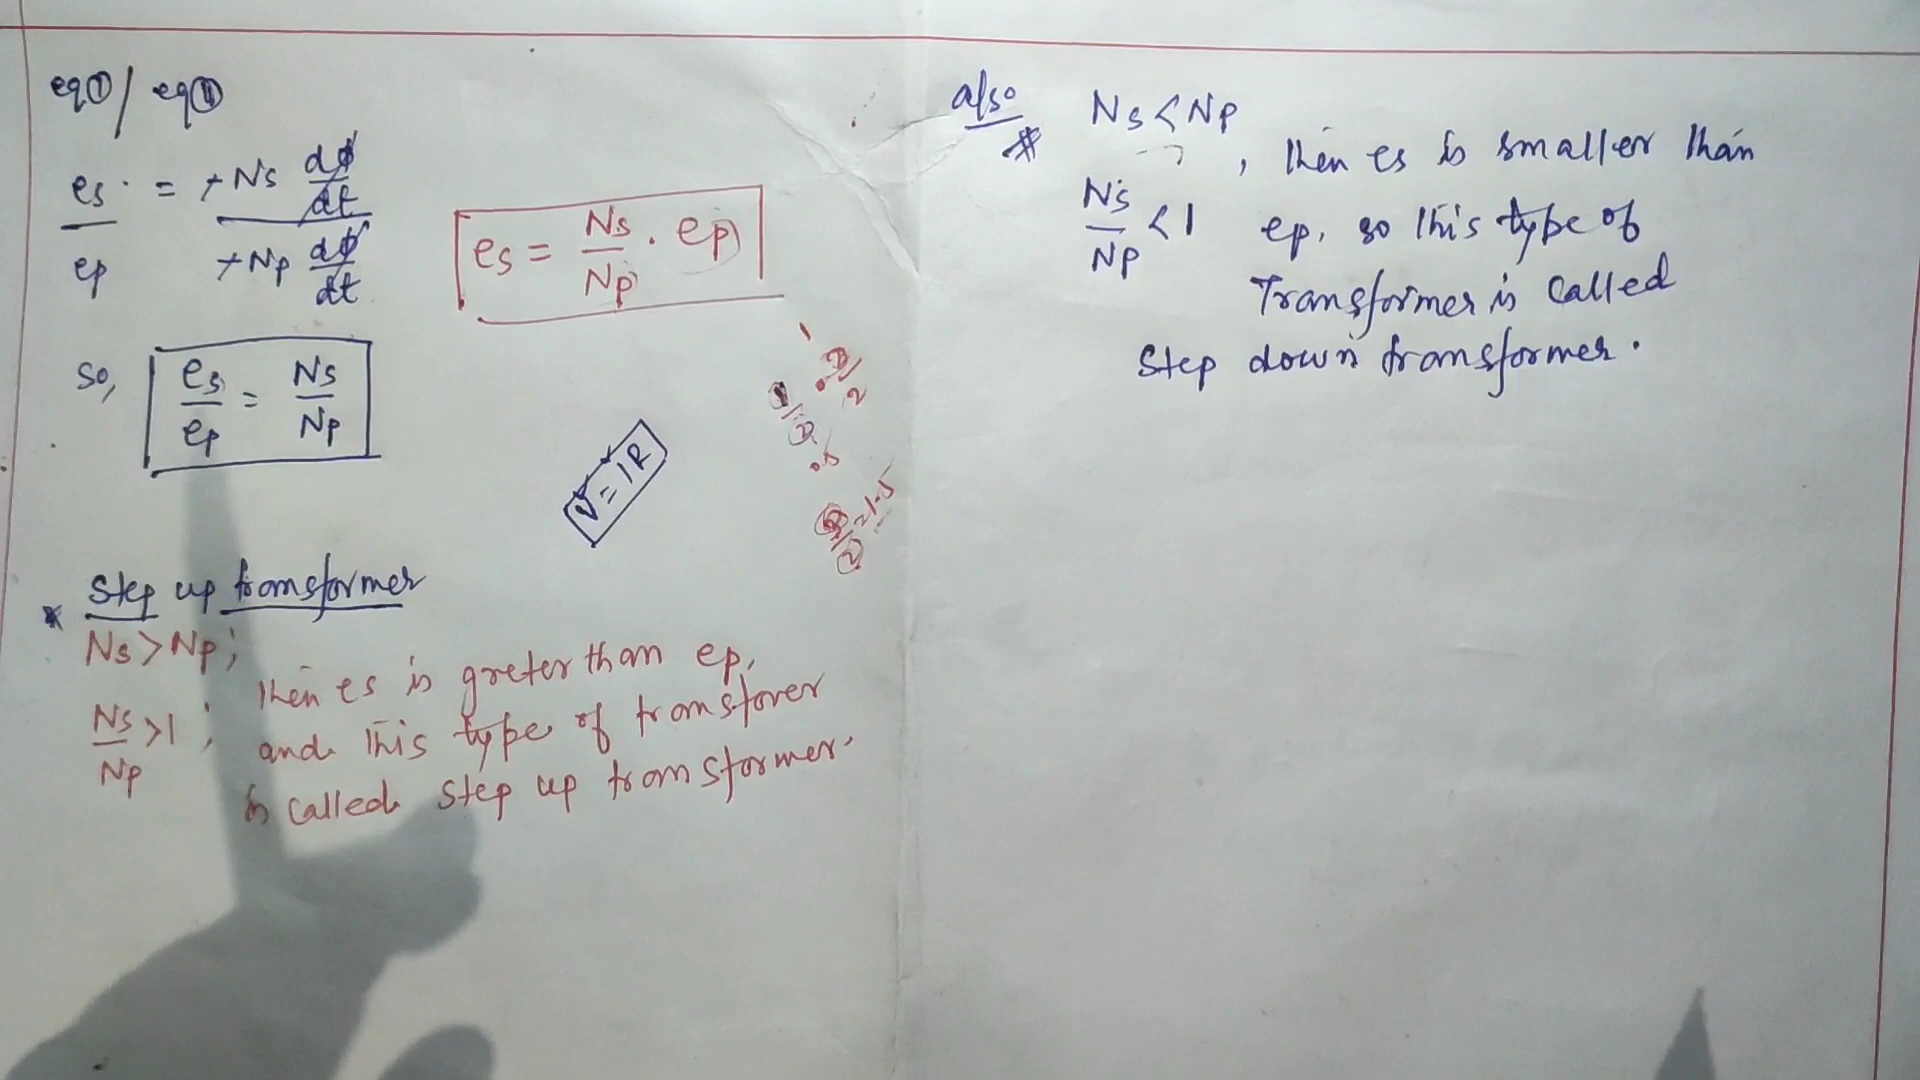 eq①/ eq⑪
es = +Ns dφ/dt
ep +Np dφ/dt
es = Ns/Np . ep
so, es/ep = Ns/Np
V=IR
Step up transformer
Ns>Np;
Ns/Np >1 ; then es is greter than ep,
and this type of transfover
is called step up transformer.
also
Ns<Np
Ns/Np <1 , then es is smaller than
ep, so this type of
Transformer is called
Step down transformer.